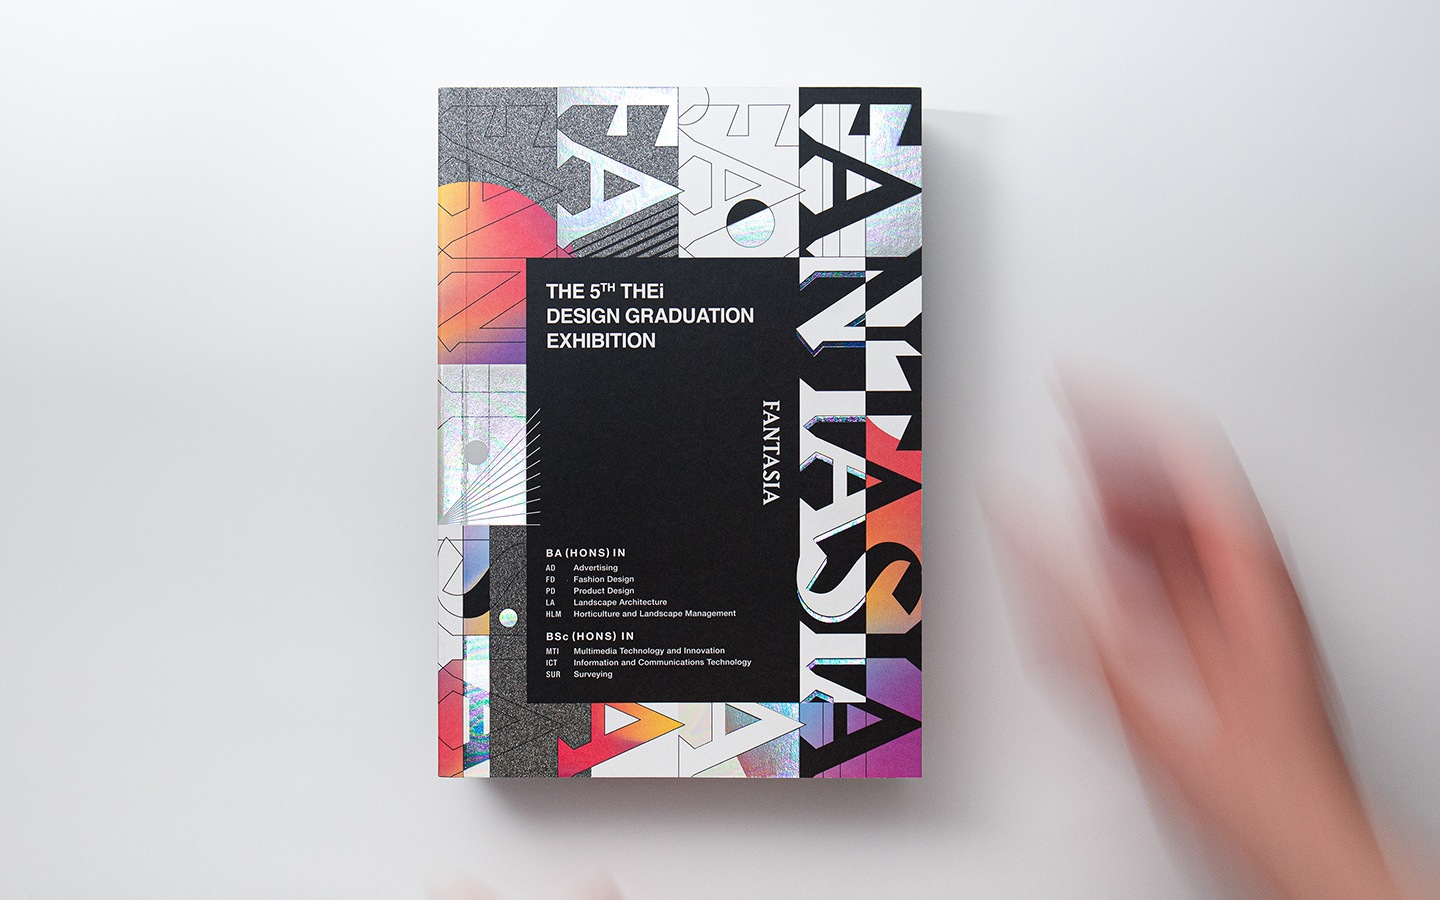 THE 5TH THEi
DESIGN GRADUATION
EXHIBITION
FANTASIA
BA (HONS) IN
AD Advertising
FD Fashion Design
PD Product Design
LA Landscape Architecture
HLM Horticulture and Landscape Management
BSc (HONS) IN
MTI Multimedia Technology and Innovation
ICT Information and Communications Technology
SUR Surveying
FANTASIA